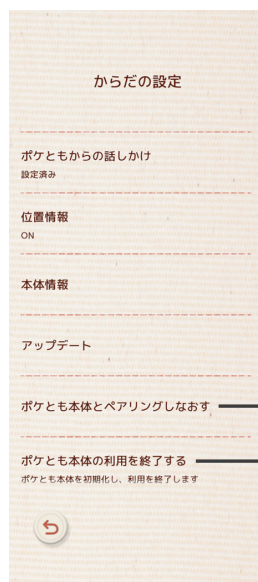 からだの設定
ポケともからの話しかけ
設定済み
位置情報
ON
本体情報
アップデート
ポケとも本体とペアリングしなおす
ポケとも本体の利用を終了する
ポケとも本体を初期化し、利用を終了します